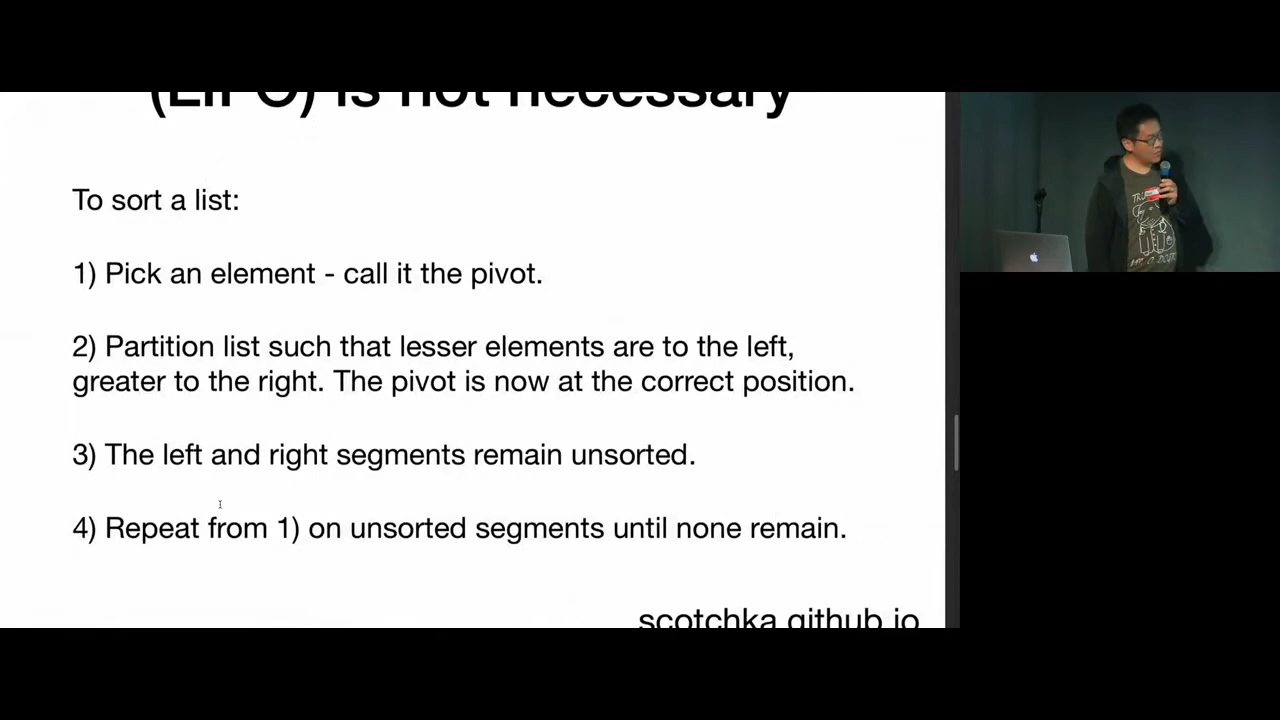 (LIFO) is not necessary
To sort a list:
1) Pick an element - call it the pivot.
2) Partition list such that lesser elements are to the left,
greater to the right. The pivot is now at the correct position.
3) The left and right segments remain unsorted.
4) Repeat from 1) on unsorted segments until none remain.
scotchka.github.io